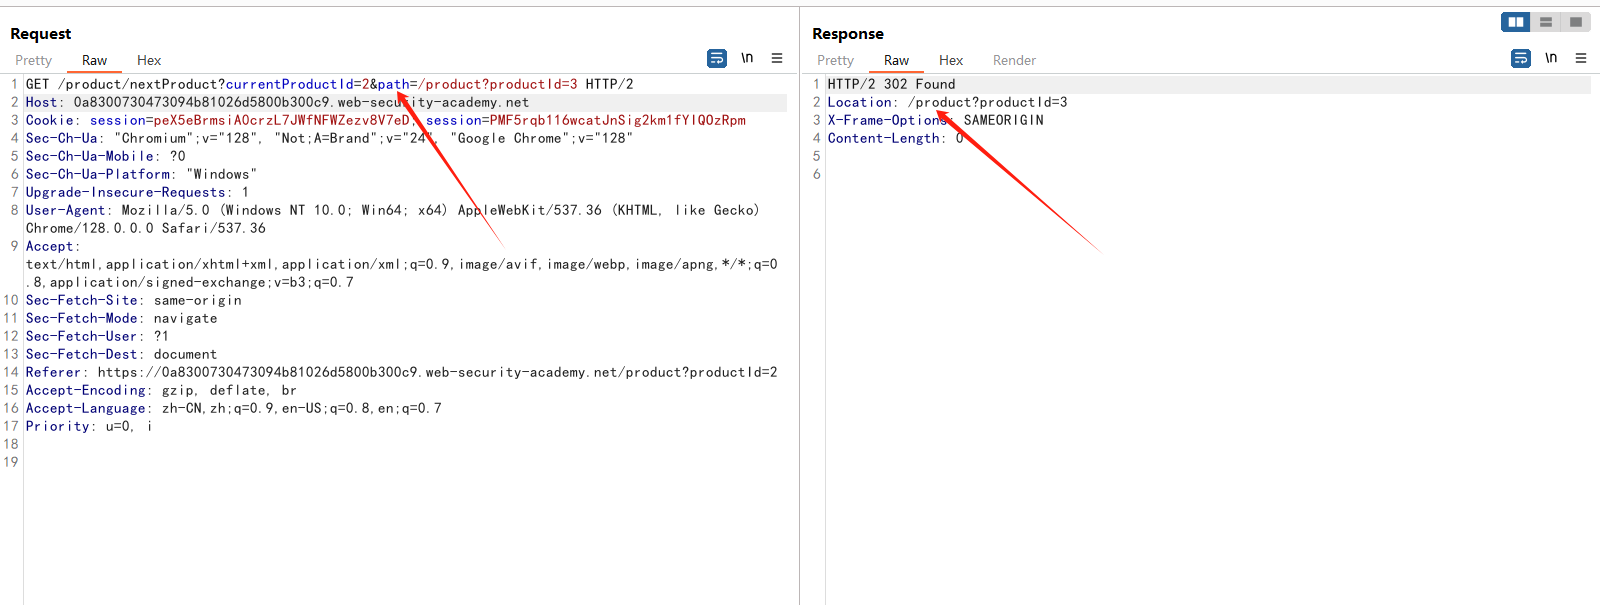 Request
Pretty Raw Hex \n
1 GET /product/nextProduct?currentProductId=2&path=/product?productId=3 HTTP/2
2 Host: 0a8300730473094b81026d5800b300c9.web-security-academy.net
3 Cookie: session=peX5eBrmsiA0crzL7JWfNFWZezv8V7eD; session=PMF5rqb116wcatJnSig2km1fYIQOzRpm
4 Sec-Ch-Ua: "Chromium";v="128", "Not;A=Brand";v="24", "Google Chrome";v="128"
5 Sec-Ch-Ua-Mobile: ?0
6 Sec-Ch-Ua-Platform: "Windows"
7 Upgrade-Insecure-Requests: 1
8 User-Agent: Mozilla/5.0 (Windows NT 10.0; Win64; x64) AppleWebKit/537.36 (KHTML, like Gecko)
Chrome/128.0.0.0 Safari/537.36
9 Accept:
text/html,application/xhtml+xml,application/xml;q=0.9,image/avif,image/webp,image/apng,*/*;q=0
.8,application/signed-exchange;v=b3;q=0.7
10 Sec-Fetch-Site: same-origin
11 Sec-Fetch-Mode: navigate
12 Sec-Fetch-User: ?1
13 Sec-Fetch-Dest: document
14 Referer: https://0a8300730473094b81026d5800b300c9.web-security-academy.net/product?productId=2
15 Accept-Encoding: gzip, deflate, br
16 Accept-Language: zh-CN,zh;q=0.9,en-US;q=0.8,en;q=0.7
17 Priority: u=0, i
18
19
Response
Pretty Raw Hex Render \n
1 HTTP/2 302 Found
2 Location: /product?productId=3
3 X-Frame-Options: SAMEORIGIN
4 Content-Length: 0
5
6